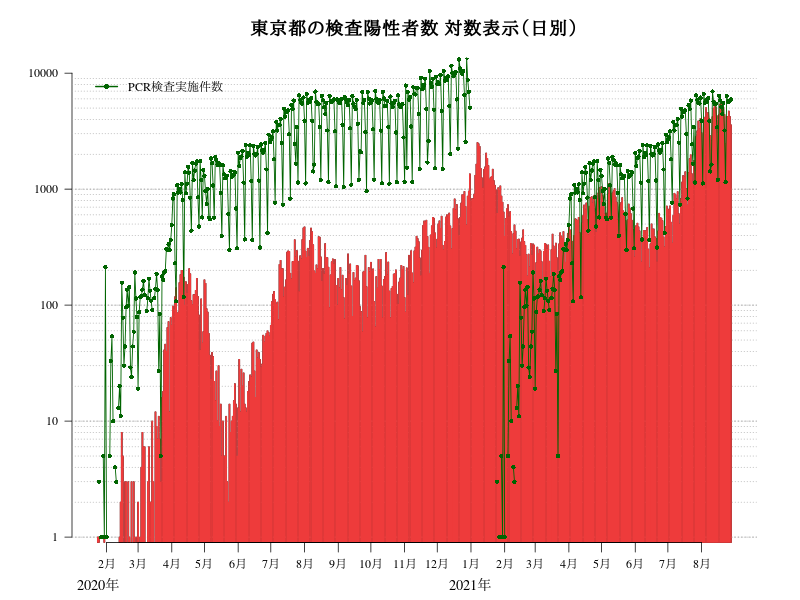 東京都の検査陽性者数 対数表示(日別)
PCR検査実施件数
10000
1000
100
10
1
2月 3月 4月 5月 6月 7月 8月 9月 10月 11月 12月 1月 2月 3月 4月 5月 6月 7月 8月
2020年 2021年